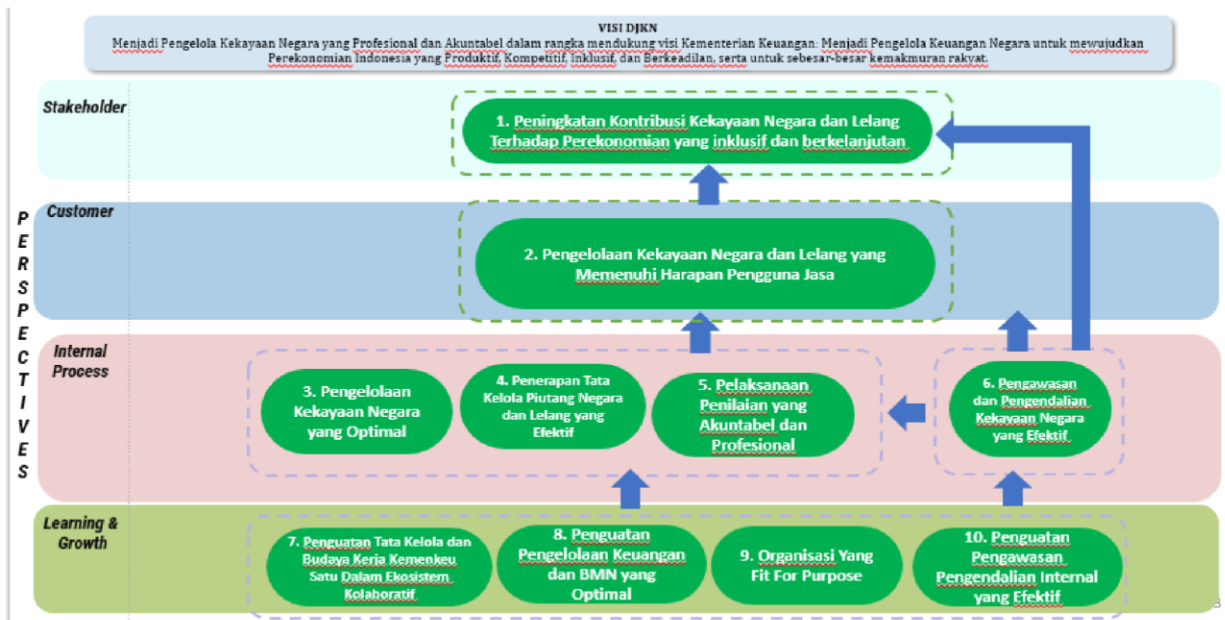 VISI DJKN
Menjadi Pengelola Kekayaan Negara yang Profesional dan Akuntabel dalam rangka mendukung visi Kementerian Keuangan: Menjadi Pengelola Keuangan Negara untuk mewujudkan
Perekonomian Indonesia yang Produktif, Kompetitif, Inklusif, dan Berkeadilan, serta untuk sebesar-besar kemakmuran rakyat.
PERSPECTIVES
Stakeholder
1. Peningkatan Kontribusi Kekayaan Negara dan Lelang
Terhadap Perekonomian yang inklusif dan berkelanjutan
Customer
2. Pengelolaan Kekayaan Negara dan Lelang yang
Memenuhi Harapan Pengguna Jasa
Internal
Process
3. Pengelolaan
Kekayaan Negara
yang Optimal
4. Penerapan Tata
Kelola Piutang Negara
dan Lelang yang
Efektif
5. Pelaksanaan
Penilaian yang
Akuntabel dan
Profesional
6. Pengawasan
dan Pengendalian
Kekayaan Negara
yang Efektif
Learning &
Growth
7. Penguatan Tata Kelola dan
Budaya Kerja Kemenkeu
Satu Dalam Ekosistem
Kolaboratif
8. Penguatan
Pengelolaan Keuangan
dan BMN yang
Optimal
9. Organisasi Yang
Fit For Purpose
10. Penguatan
Pengawasan
Pengendalian Internal
yang Efektif